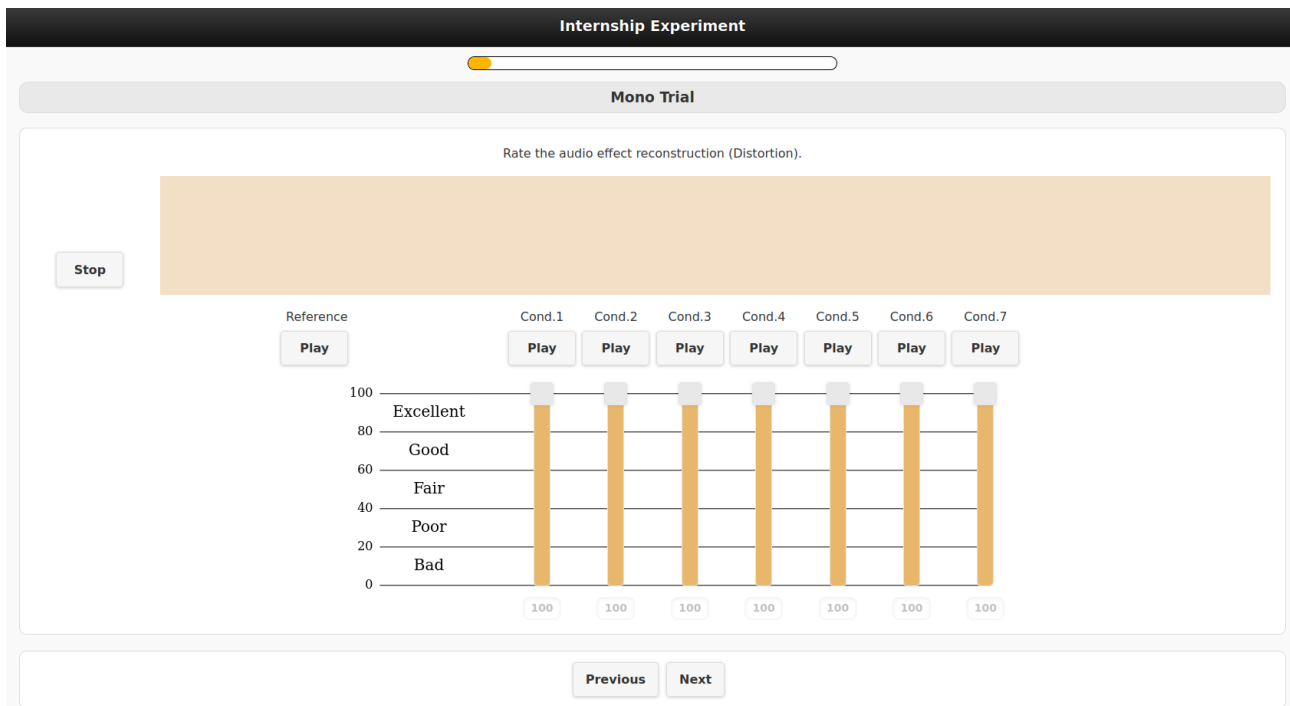 Internship Experiment
Mono Trial
Rate the audio effect reconstruction (Distortion).
Stop
Reference Cond.1 Cond.2 Cond.3 Cond.4 Cond.5 Cond.6 Cond.7
Play Play Play Play Play Play Play Play
100
Excellent
80
Good
60
Fair
40
Poor
20
Bad
0
100 100 100 100 100 100 100
Previous Next